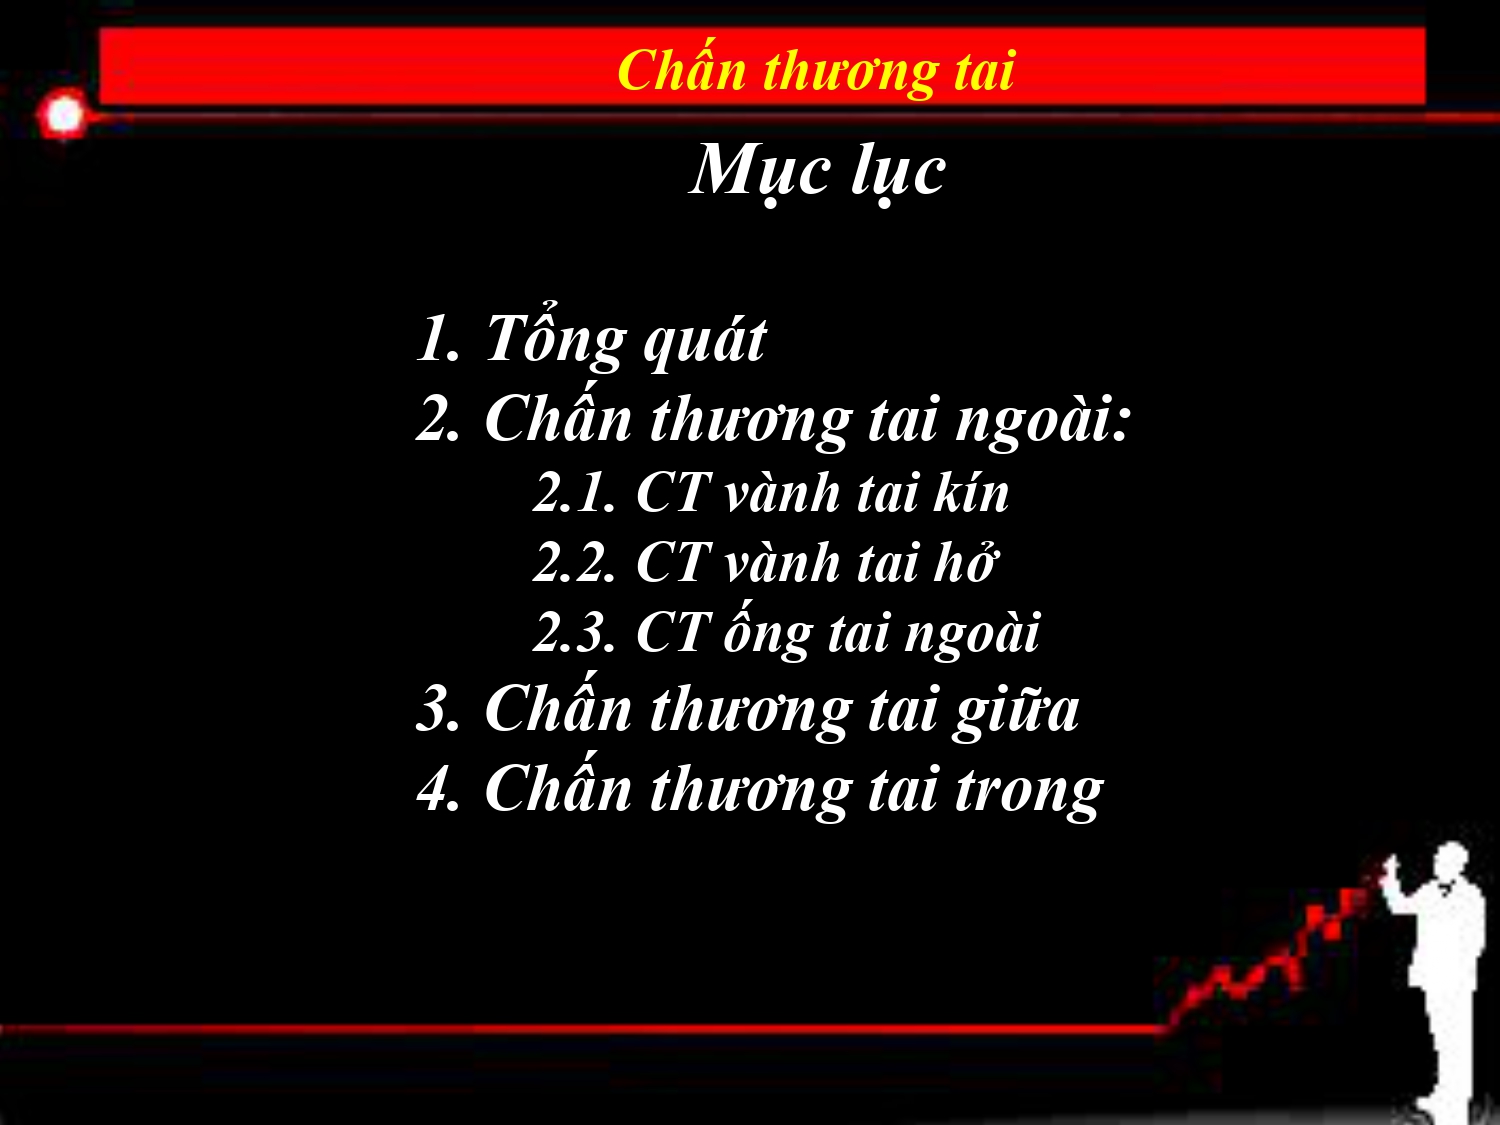 Chấn thương tai
Mục lục
1. Tổng quát
2. Chấn thương tai ngoài:
2.1. CT vành tai kín
2.2. CT vành tai hở
2.3. CT ống tai ngoài
3. Chấn thương tai giữa
4. Chấn thương tai trong